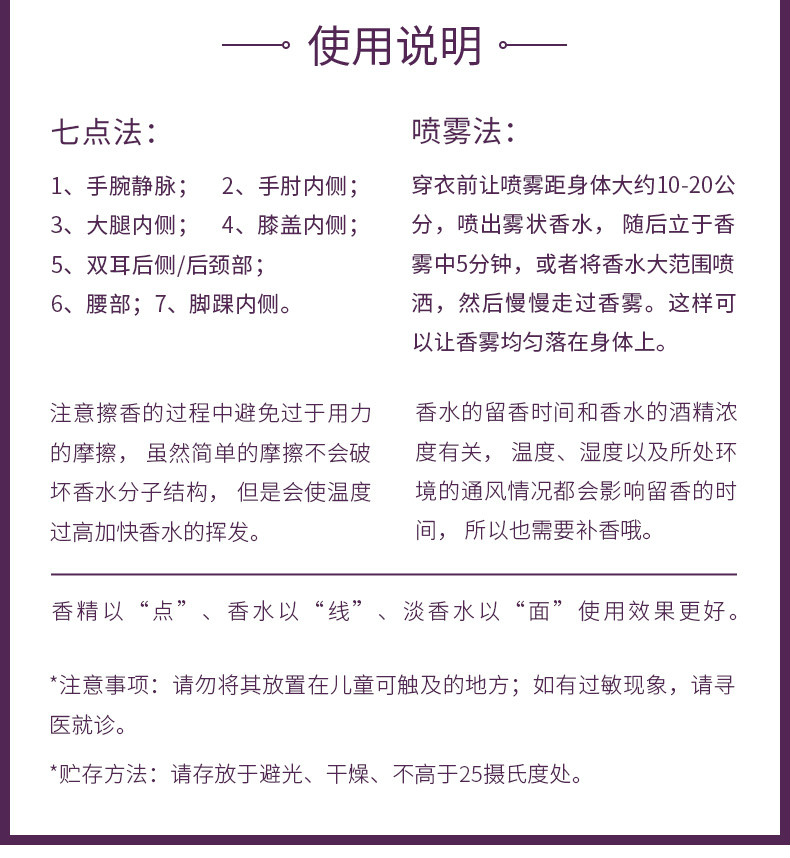 使用说明
七点法：
1、手腕静脉； 2、手肘内侧；
3、大腿内侧； 4、膝盖内侧；
5、双耳后侧/后颈部；
6、腰部；7、脚踝内侧。
喷雾法：
穿衣前让喷雾距身体大约10-20公
分，喷出雾状香水， 随后立于香
雾中5分钟，或者将香水大范围喷
洒，然后慢慢走过香雾。这样可
以让香雾均匀落在身体上。
注意擦香的过程中避免过于用力
的摩擦， 虽然简单的摩擦不会破
坏香水分子结构， 但是会使温度
过高加快香水的挥发。
香水的留香时间和香水的酒精浓
度有关， 温度、湿度以及所处环
境的通风情况都会影响留香的时
间， 所以也需要补香哦。
香精以“点”、香水以“线”、淡香水以“面”使用效果更好。
*注意事项：请勿将其放置在儿童可触及的地方；如有过敏现象，请寻
医就诊。
*贮存方法：请存放于避光、干燥、不高于25摄氏度处。